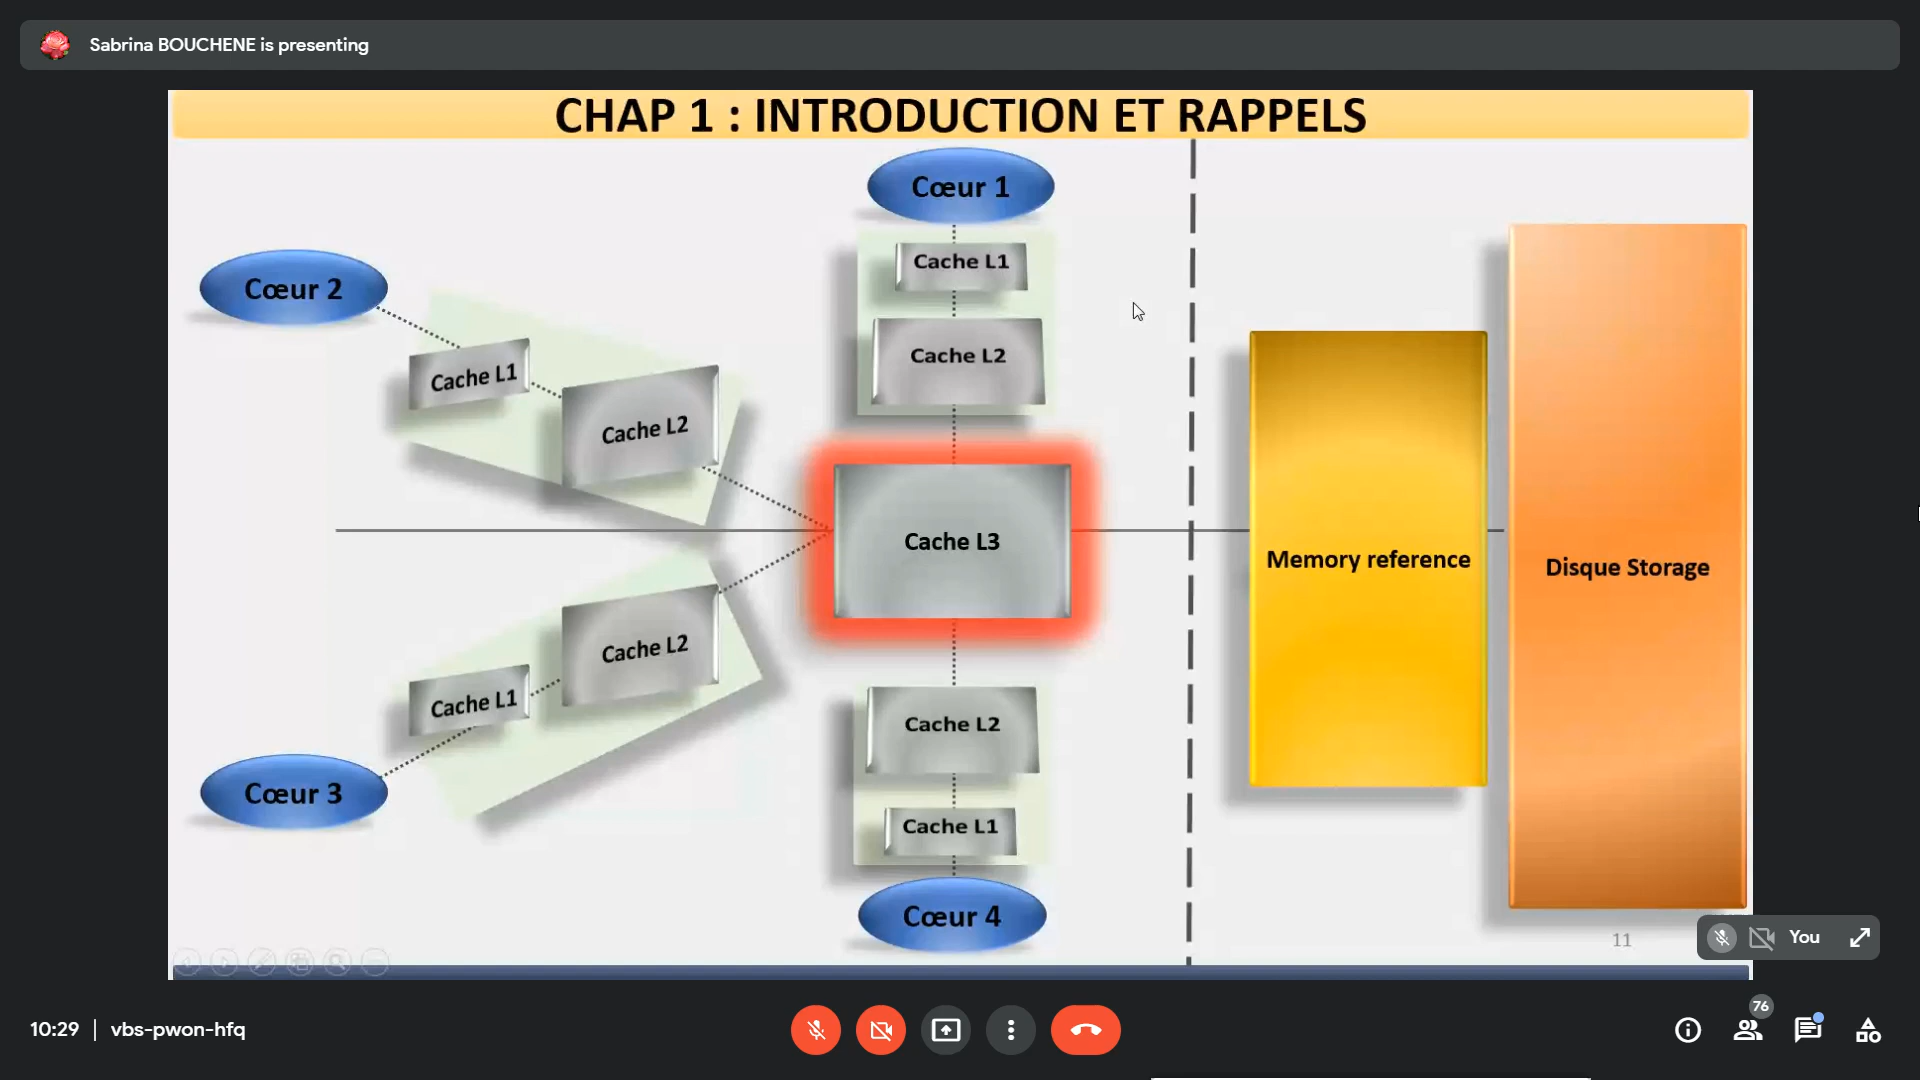 Sabrina BOUCHENE is presenting
CHAP 1 : INTRODUCTION ET RAPPELS
Cœur 1
Cache L1
Cache L2
Cœur 2
Cache L1
Cache L2
Cache L3
Memory reference
Disque Storage
Cache L2
Cache L1
Cœur 3
Cache L2
Cache L1
Cœur 4
11
You
10:29 | vbs-pwon-hfq
76